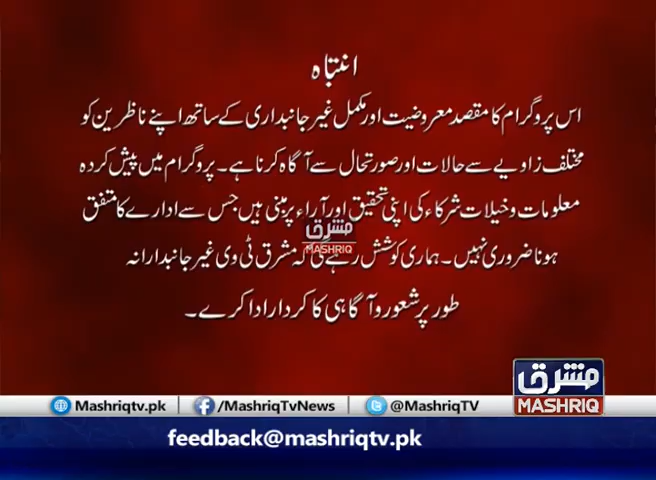 انتباہ
اس پروگرام کا مقصد معروضیت اور مکمل غیر جانبداری کے ساتھ اپنے ناظرین کو
مختلف زاویے سے حالات اور صورتحال سے آگاہ کرنا ہے۔ پروگرام میں پیش کردہ
معلومات و خیلات شرکاء کی اپنی تحقیق اور آراء پر مبنی ہیں جس سے ادارے کا متفق
ہونا ضروری نہیں۔ ہماری کوشش رہے گی کہ مشرق ٹی وی غیر جانبدارانہ
طور پر شعور و آگاہی کا کردار ادا کرے۔
مشرق
MASHRIQ
مشرق
MASHRIQ
Mashriqtv.pk /MashriqTvNews @MashriqTV
feedback@mashriqtv.pk